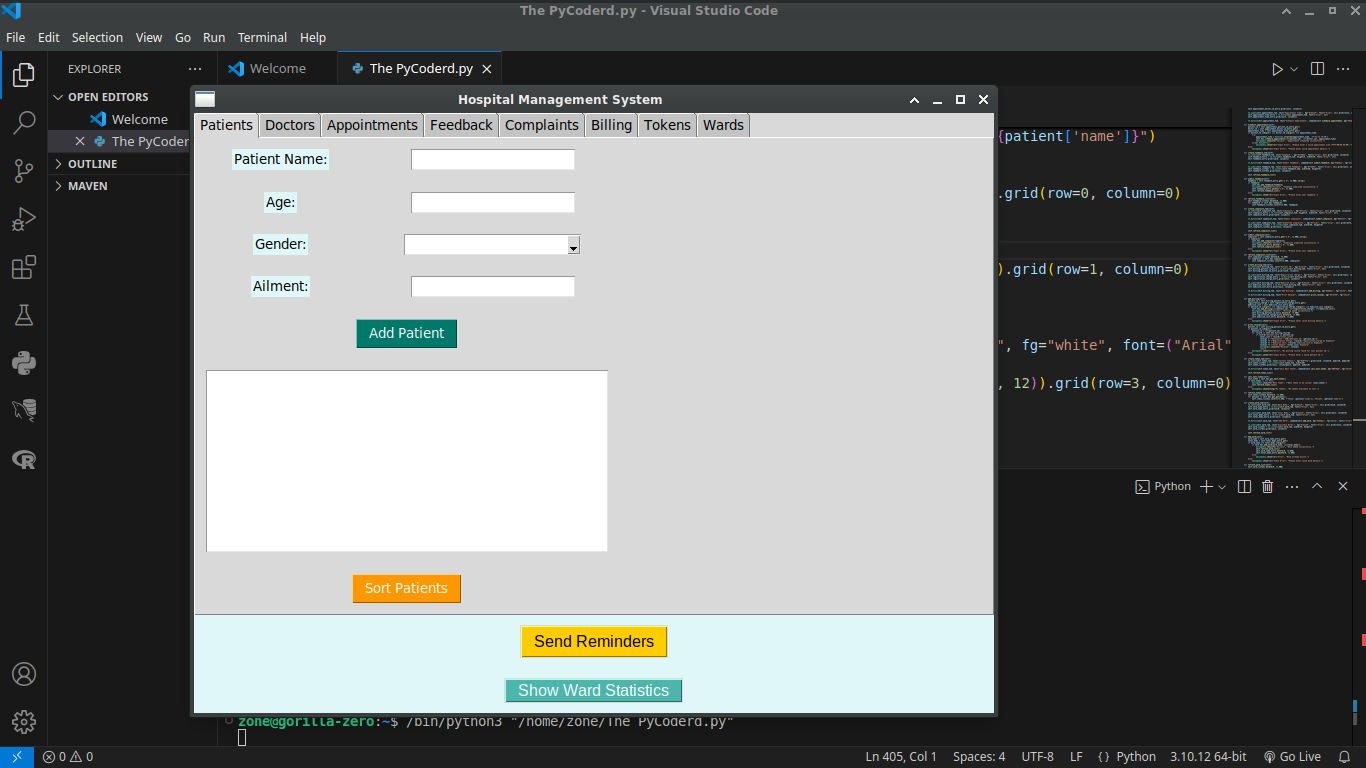 The PyCoderd.py - Visual Studio Code
File Edit Selection View Go Run Terminal Help
EXPLORER ···
Welcome
The PyCoderd.py
OPEN EDITORS
Welcome
The PyCoder
OUTLINE
MAVEN
Hospital Management System
Patients Doctors Appointments Feedback Complaints Billing Tokens Wards
Patient Name:
Age:
Gender:
Ailment:
Add Patient
Sort Patients
Send Reminders
Show Ward Statistics
{patient['name']}")
.grid(row=0, column=0)
).grid(row=1, column=0)
", fg="white", font=("Arial"
, 12)).grid(row=3, column=0)
Python
zone@gorilla-zero:~$ /bin/python3 "/home/zone/The PyCoderd.py"
0 0 Ln 405, Col 1 Spaces: 4 UTF-8 LF {} Python 3.10.12 64-bit Go Live